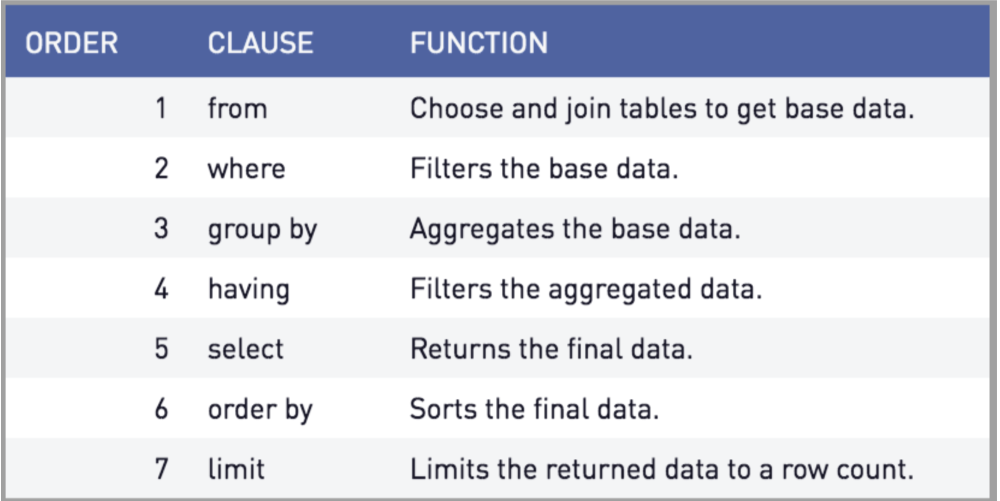 ORDER CLAUSE FUNCTION
1 from Choose and join tables to get base data.
2 where Filters the base data.
3 group by Aggregates the base data.
4 having Filters the aggregated data.
5 select Returns the final data.
6 order by Sorts the final data.
7 limit Limits the returned data to a row count.